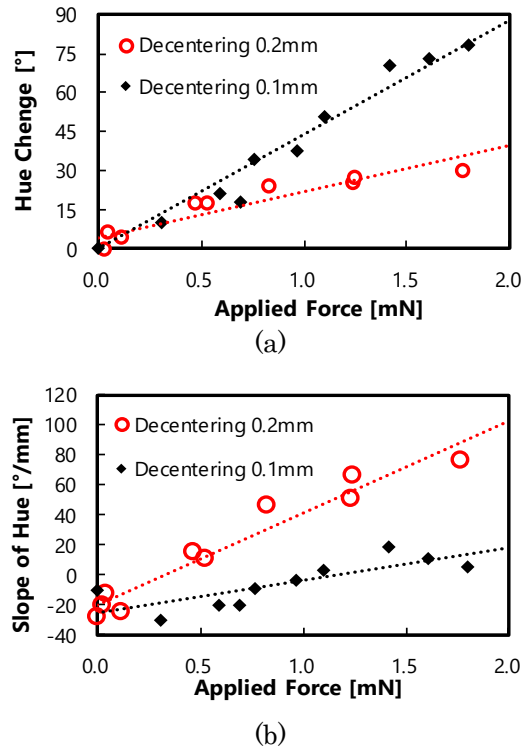 90
75
60
45
30
15
0
Hue Chenge [°]
Decentering 0.2mm
Decentering 0.1mm
0.0 0.5 1.0 1.5 2.0
Applied Force [mN]
(a)
120
100
80
60
40
20
0
-20
-40
Slope of Hue [°/mm]
Decentering 0.2mm
Decentering 0.1mm
0.0 0.5 1.0 1.5 2.0
Applied Force [mN]
(b)